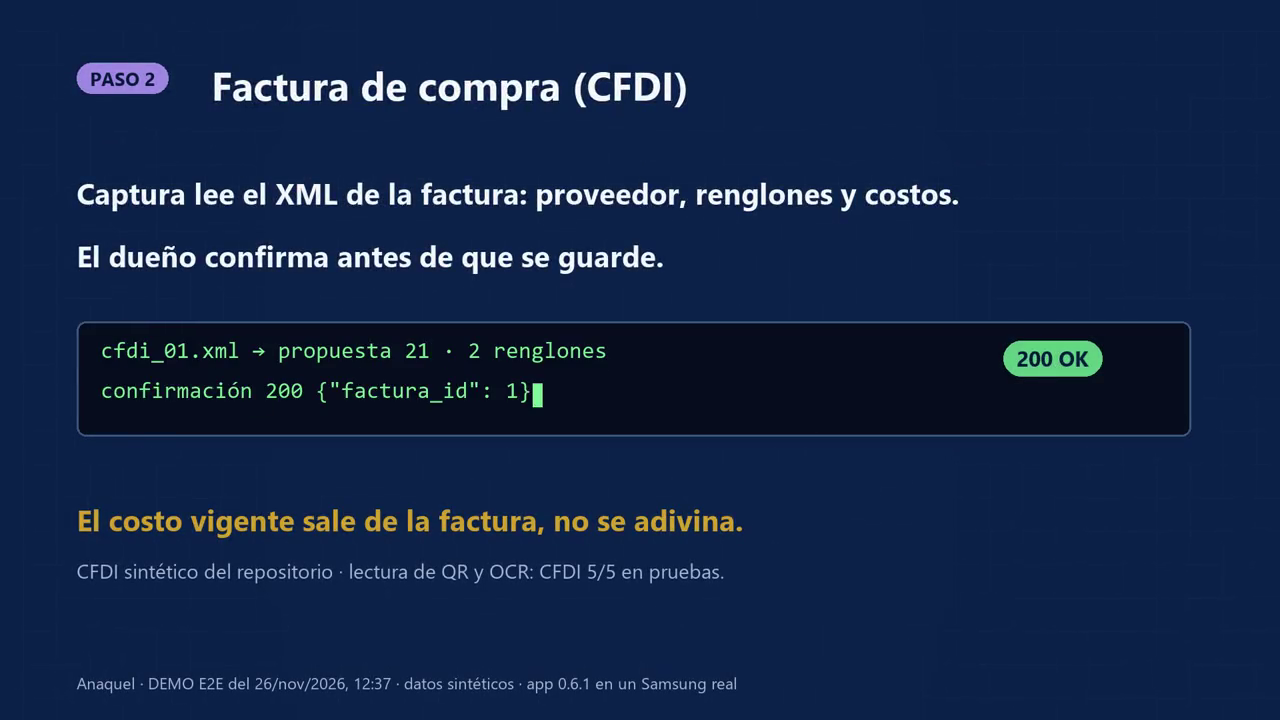 PASO 2
Factura de compra (CFDI)
Captura lee el XML de la factura: proveedor, renglones y costos.
El dueño confirma antes de que se guarde.
cfdi_01.xml → propuesta 21 · 2 renglones
200 OK
confirmación 200 {"factura_id": 1}
El costo vigente sale de la factura, no se adivina.
CFDI sintético del repositorio · lectura de QR y OCR: CFDI 5/5 en pruebas.
Anaquel · DEMO E2E del 26/nov/2026, 12:37 · datos sintéticos · app 0.6.1 en un Samsung real